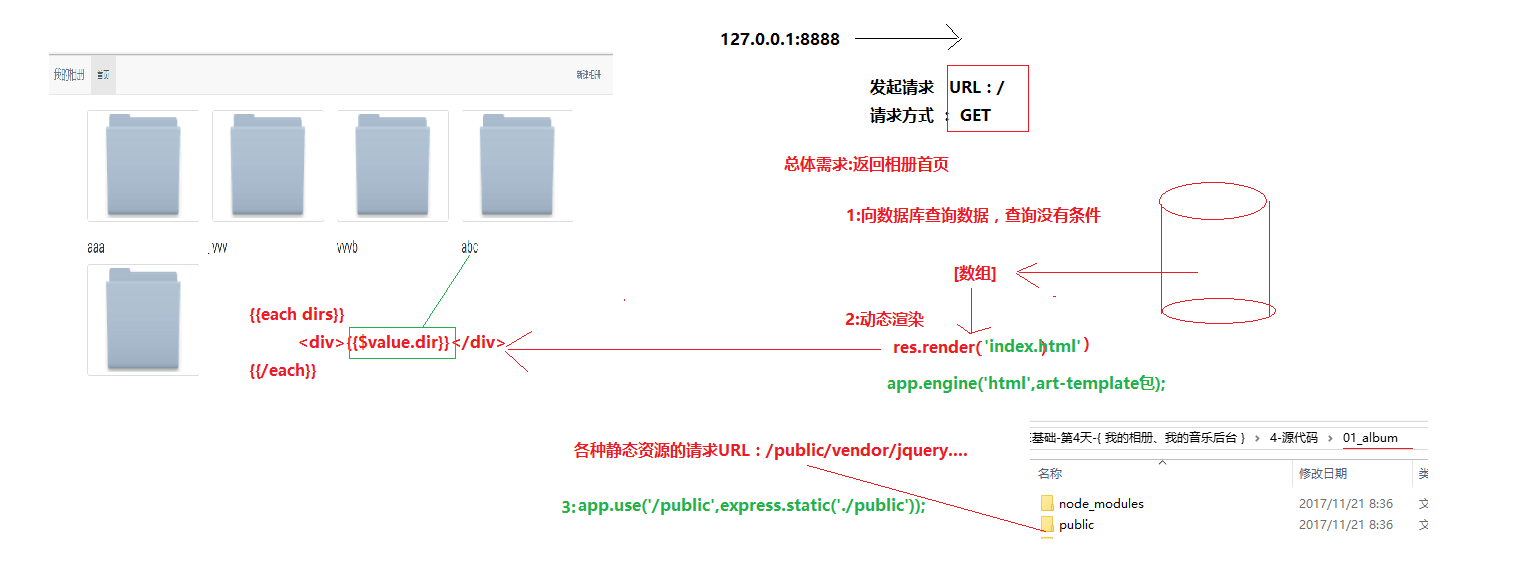 127.0.0.1:8888
我的相册 首页 新建相册
发起请求 URL：/
请求方式 ： GET
总体需求:返回相册首页
1:向数据库查询数据，查询没有条件
aaa yyy yyyb abc
[数组]
{{each dirs}}
<div>{{$value.dir}}</div>
{{/each}}
2:动态渲染
res.render('index.html')
app.engine('html',art-template包);
各种静态资源的请求URL：/public/vendor/jquery....
3:app.use('/public',express.static('./public'));
基础-第4天-{ 我的相册、我的音乐后台 } > 4-源代码 > 01_album
名称 修改日期 类
node_modules 2017/11/21 8:36 文
public 2017/11/21 8:36 文